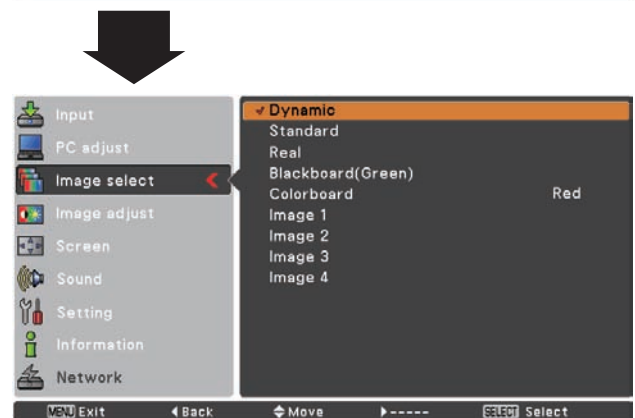 Input
PC adjust
Image select
Image adjust
Screen
Sound
Setting
Information
Network
Dynamic
Standard
Real
Blackboard(Green)
Colorboard Red
Image 1
Image 2
Image 3
Image 4
MENU Exit Back Move ----- SELECT Select